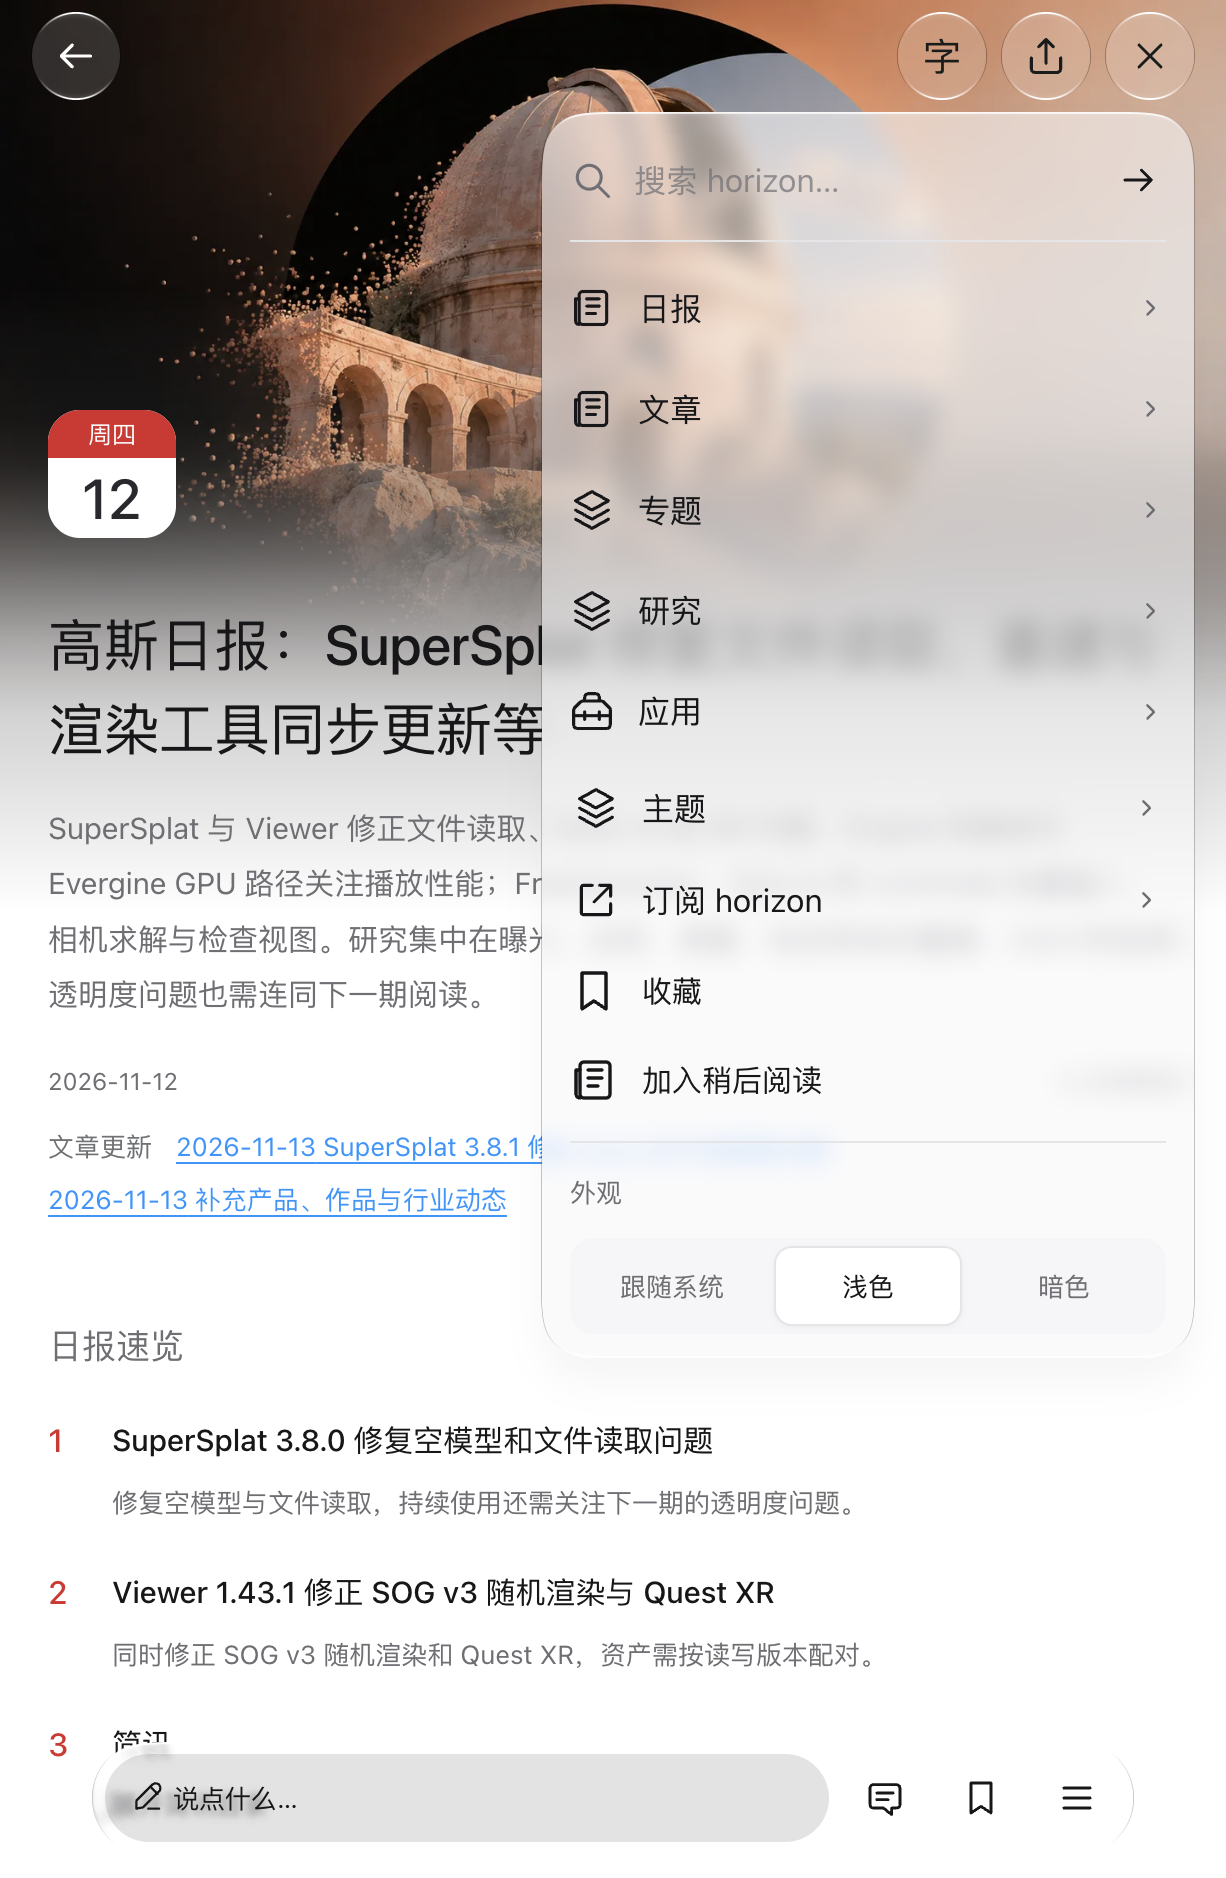 字
搜索 horizon...
日报
文章
专题
研究
应用
主题
订阅 horizon
收藏
加入稍后阅读
外观
跟随系统 浅色 暗色
周四
12
高斯日报：SuperSpl
渲染工具同步更新等
SuperSplat 与 Viewer 修正文件读取、
Evergine GPU 路径关注播放性能；Fr
相机求解与检查视图。研究集中在曝光
透明度问题也需连同下一期阅读。
2026-11-12
文章更新 2026-11-13 SuperSplat 3.8.1 修
2026-11-13 补充产品、作品与行业动态
日报速览
1 SuperSplat 3.8.0 修复空模型和文件读取问题
修复空模型与文件读取，持续使用还需关注下一期的透明度问题。
2 Viewer 1.43.1 修正 SOG v3 随机渲染与 Quest XR
同时修正 SOG v3 随机渲染和 Quest XR，资产需按读写版本配对。
3 简讯
说点什么...